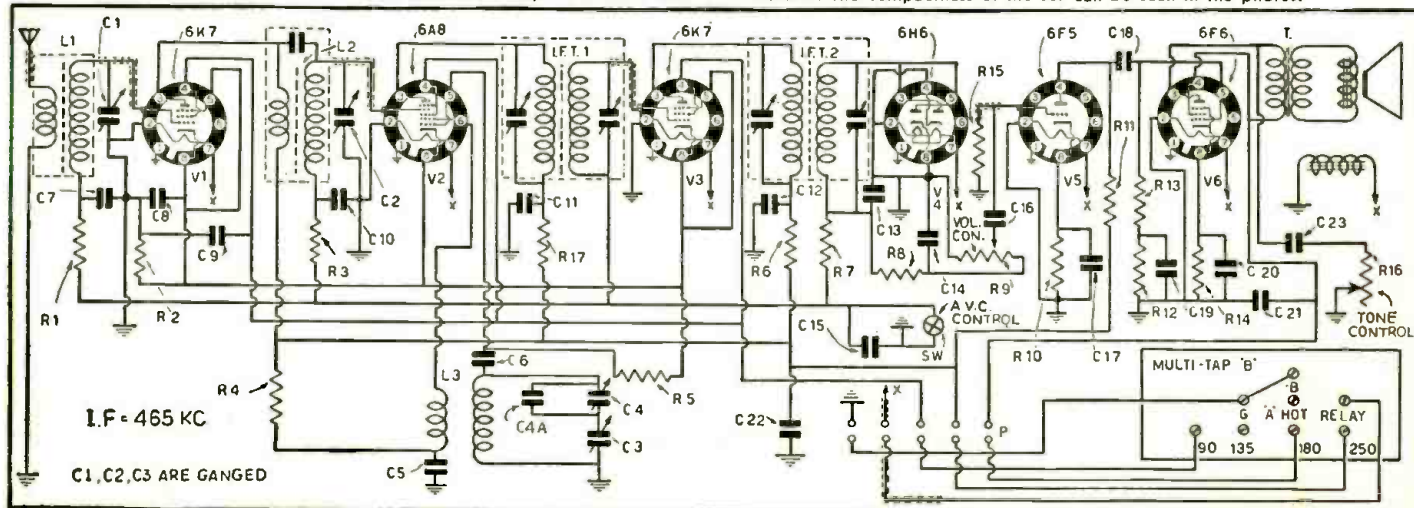 C1
6K7
L2
6A8
I.F.T.1
6K7
I.F.T.2
6H6
6F5
C18
6F6
T.
L1
R15
R11
V1
V2
V3
V4
V5
V6
X
X
X
X
X
C7
C8
C9
C2
C10
C11
C12
C13
C16
VOL.
CON.
R13
C23
R1
R2
R3
R17
R6
R7
R8
C14
R9
R10
C17
R12
C19
R14
C20
C21
R16
TONE
CONTROL
C15
A.V.C.
CONTROL
SW
R4
L3
C6
C4
R5
C4A
C3
C5
C22
X
P
MULTI-TAP "B"
B
G
"A" HOT
RELAY
90
135
180
250
I.F = 465 KC
C1, C2, C3 ARE GANGED